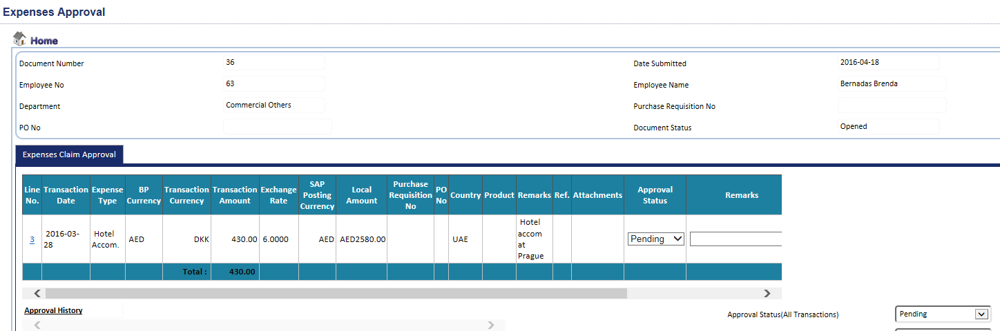 Expenses Approval
Home
Document Number 36 Date Submitted 2016-04-18
Employee No 63 Employee Name Bernadas Brenda
Department Commercial Others Purchase Requisition No
PO No Document Status Opened
Expenses Claim Approval
Line No. Transaction Date Expense Type BP Currency Transaction Currency Transaction Amount Exchange Rate SAP Posting Currency Local Amount Purchase Requisition No PO No Country Product Remarks Ref. Attachments Approval Status Remarks
3 2016-03-28 Hotel Accom. AED DKK 430.00 6.0000 AED AED2580.00 UAE Hotel accom at Prague Pending
Total : 430.00
Approval History Approval Status(All Transactions) Pending